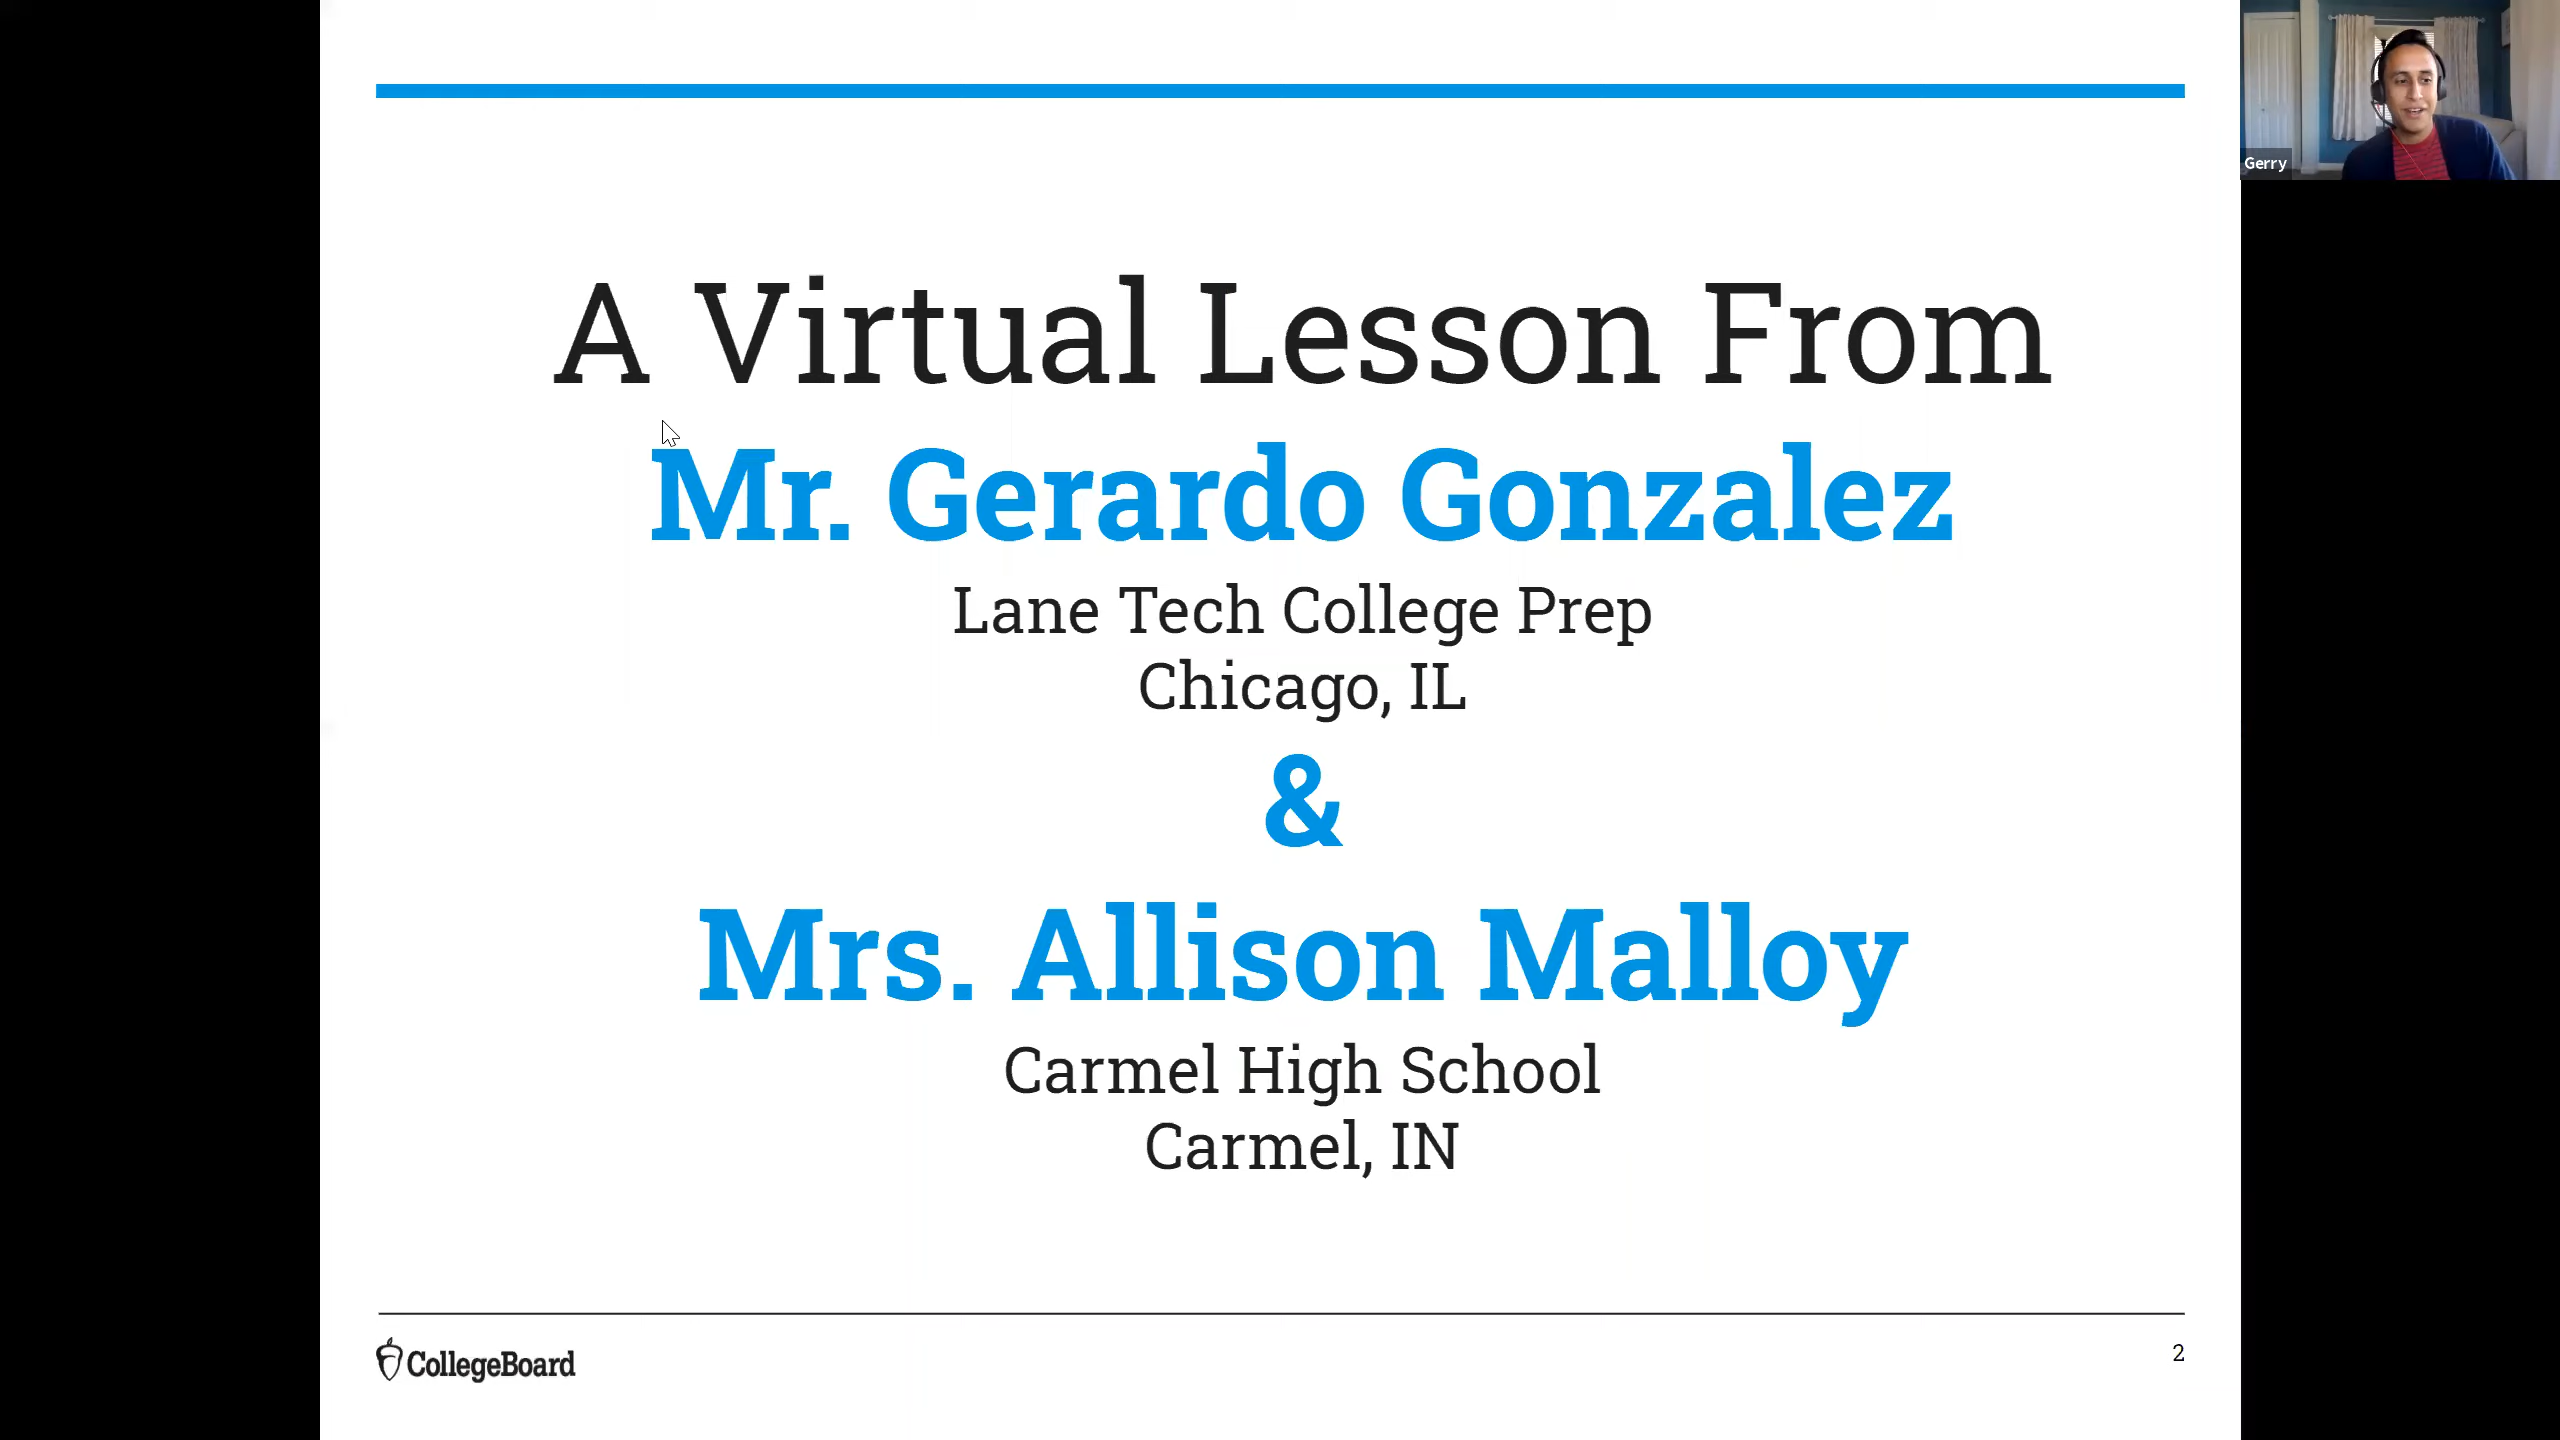 Gerry
A Virtual Lesson From
Mr. Gerardo Gonzalez
Lane Tech College Prep
Chicago, IL
&
Mrs. Allison Malloy
Carmel High School
Carmel, IN
CollegeBoard
2